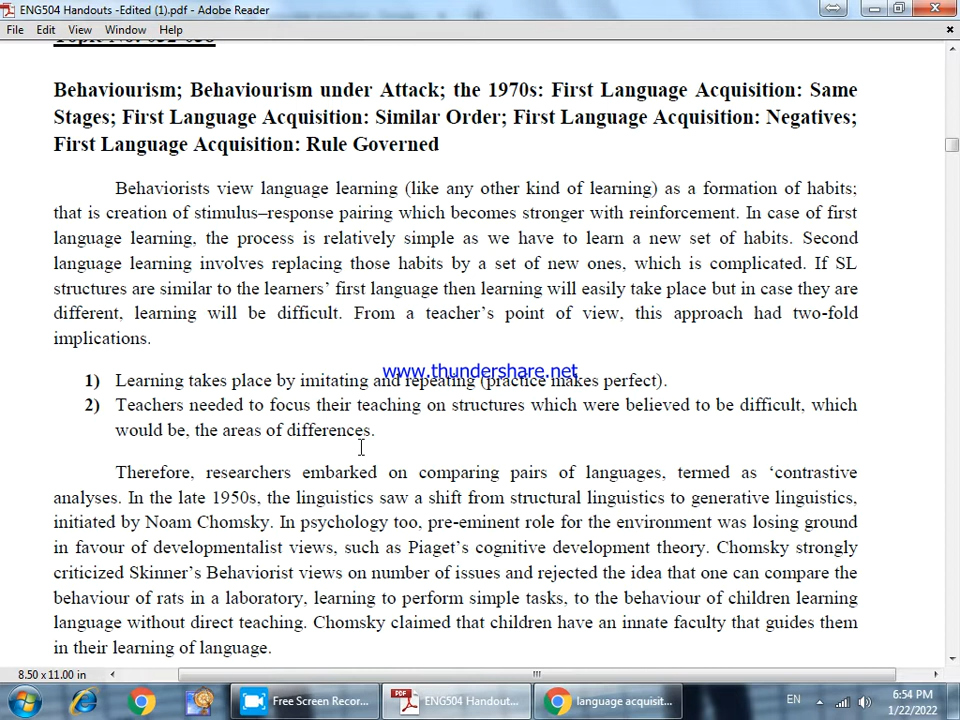 ENG504 Handouts -Edited (1).pdf - Adobe Reader
File Edit View Window Help
Behaviourism; Behaviourism under Attack; the 1970s: First Language Acquisition: Same
Stages; First Language Acquisition: Similar Order; First Language Acquisition: Negatives;
First Language Acquisition: Rule Governed
Behaviorists view language learning (like any other kind of learning) as a formation of habits;
that is creation of stimulus–response pairing which becomes stronger with reinforcement. In case of first
language learning, the process is relatively simple as we have to learn a new set of habits. Second
language learning involves replacing those habits by a set of new ones, which is complicated. If SL
structures are similar to the learners’ first language then learning will easily take place but in case they are
different, learning will be difficult. From a teacher’s point of view, this approach had two-fold
implications.
www.thundershare.net
1) Learning takes place by imitating and repeating (practice makes perfect).
2) Teachers needed to focus their teaching on structures which were believed to be difficult, which
would be, the areas of differences.
Therefore, researchers embarked on comparing pairs of languages, termed as ‘contrastive
analyses. In the late 1950s, the linguistics saw a shift from structural linguistics to generative linguistics,
initiated by Noam Chomsky. In psychology too, pre-eminent role for the environment was losing ground
in favour of developmentalist views, such as Piaget’s cognitive development theory. Chomsky strongly
criticized Skinner’s Behaviorist views on number of issues and rejected the idea that one can compare the
behaviour of rats in a laboratory, learning to perform simple tasks, to the behaviour of children learning
language without direct teaching. Chomsky claimed that children have an innate faculty that guides them
in their learning of language.
8.50 x 11.00 in
Free Screen Recor... ENG504 Handout... language acquisit... EN 6:54 PM
1/22/2022